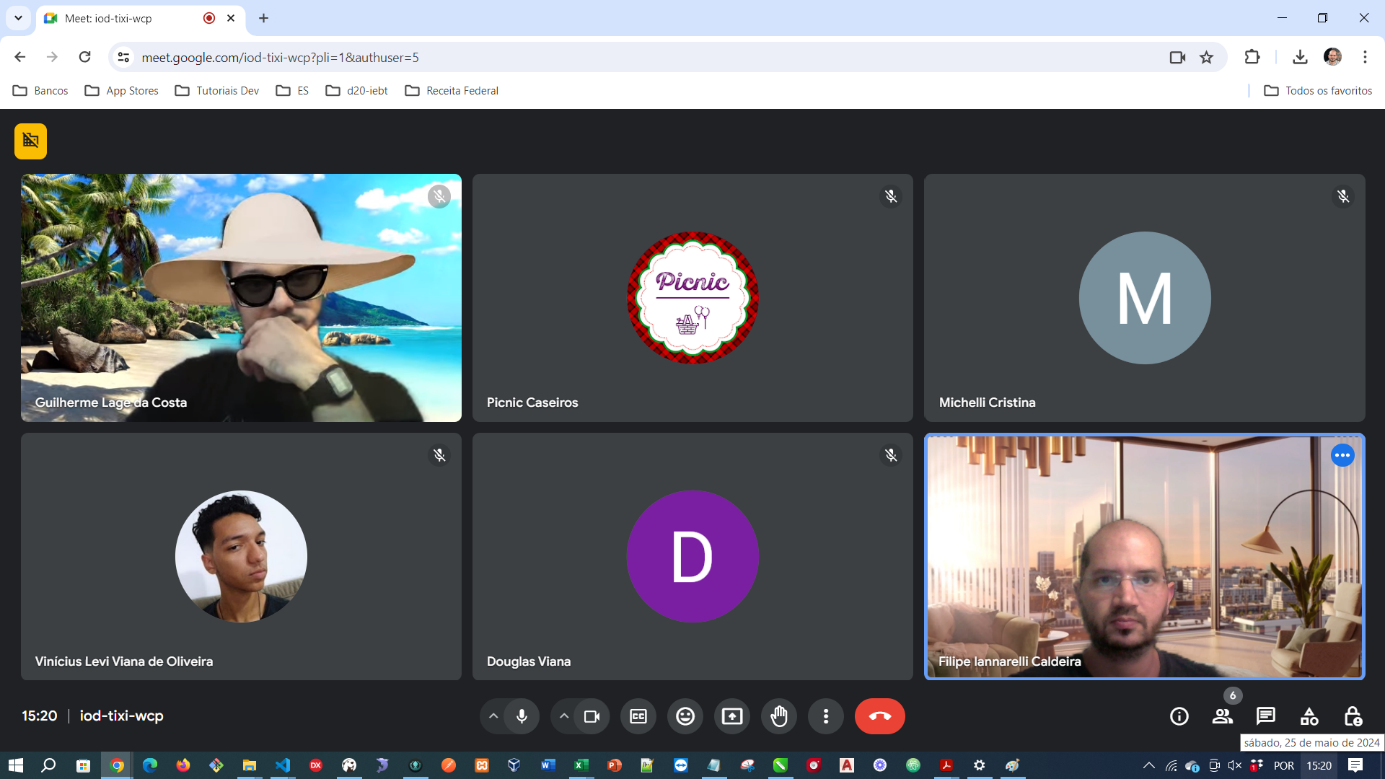 Meet: iod-tixi-wcp
meet.google.com/iod-tixi-wcp?pli=1&authuser=5
Bancos
App Stores
Tutoriais Dev
ES
d20-iebt
Receita Federal
Todos os favoritos
Guilherme Lage da Costa
Picnic
Picnic Caseiros
M
Michelli Cristina
Vinícius Levi Viana de Oliveira
D
Douglas Viana
Filipe Iannarelli Caldeira
15:20 | iod-tixi-wcp
6
sábado, 25 de maio de 2024
POR
15:20